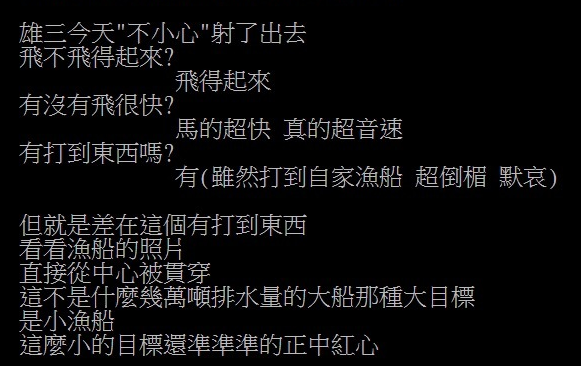 雄三今天"不小心"射了出去
飛不飛得起來?
飛得起來
有沒有飛很快?
馬的超快 真的超音速
有打到東西嗎?
有(雖然打到自家漁船 超倒楣 默哀)
但就是差在這個有打到東西
看看漁船的照片
直接從中心被貫穿
這不是什麼幾萬噸排水量的大船那種大目標
是小漁船
這麼小的目標還準準準的正中紅心